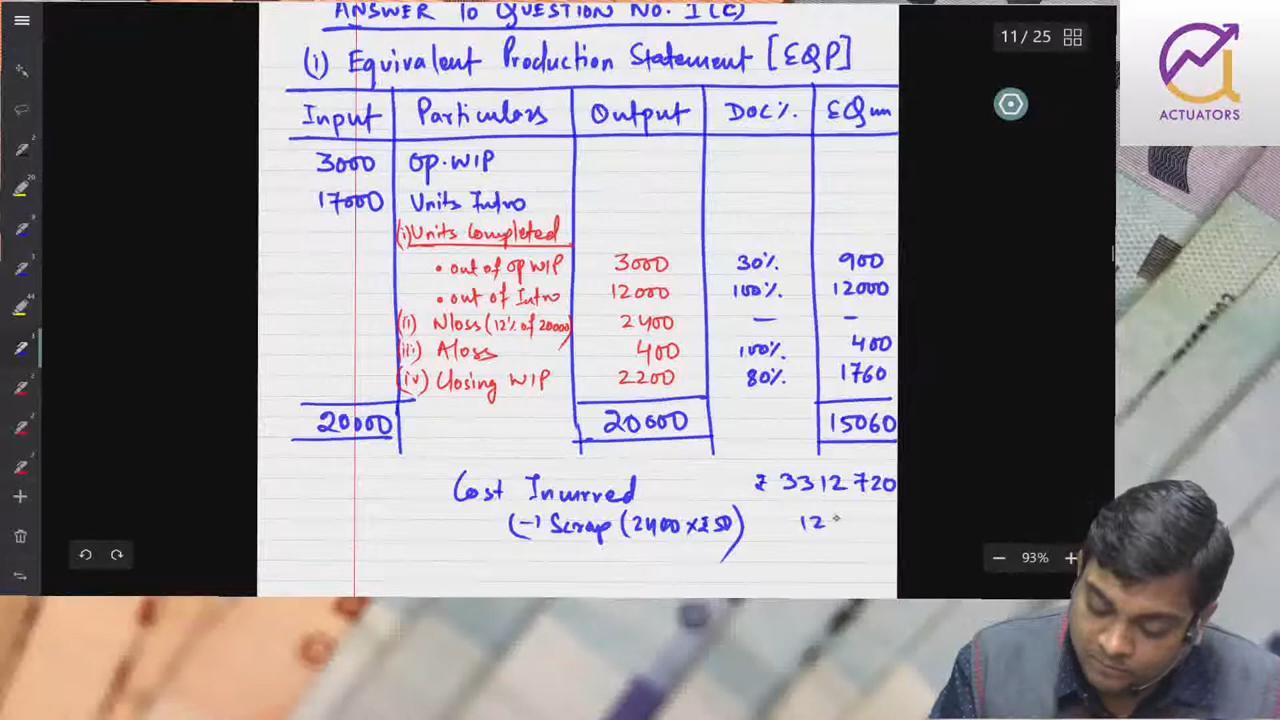 ANSWER TO QUESTION NO. 1 (C)
11 / 25
ACTUATORS
(i) Equivalent Production Statement [EQP]
Input Particulars Output DOC%. EQun
3000 Op. WIP
17000 Units Intro
(i) Units Completed
• out of op WIP 3000 30%. 900
• out of Intro 12000 100%. 12000
(ii) Nloss (12% of 20000) 2400 — —
(iii) Aloss 400 100%. 400
(iv) Closing WIP 2200 80%. 1760
20000 20000 15060
Cost Incurred ₹ 3312720
(-) Scrap (2400 x ₹50) 12
93%